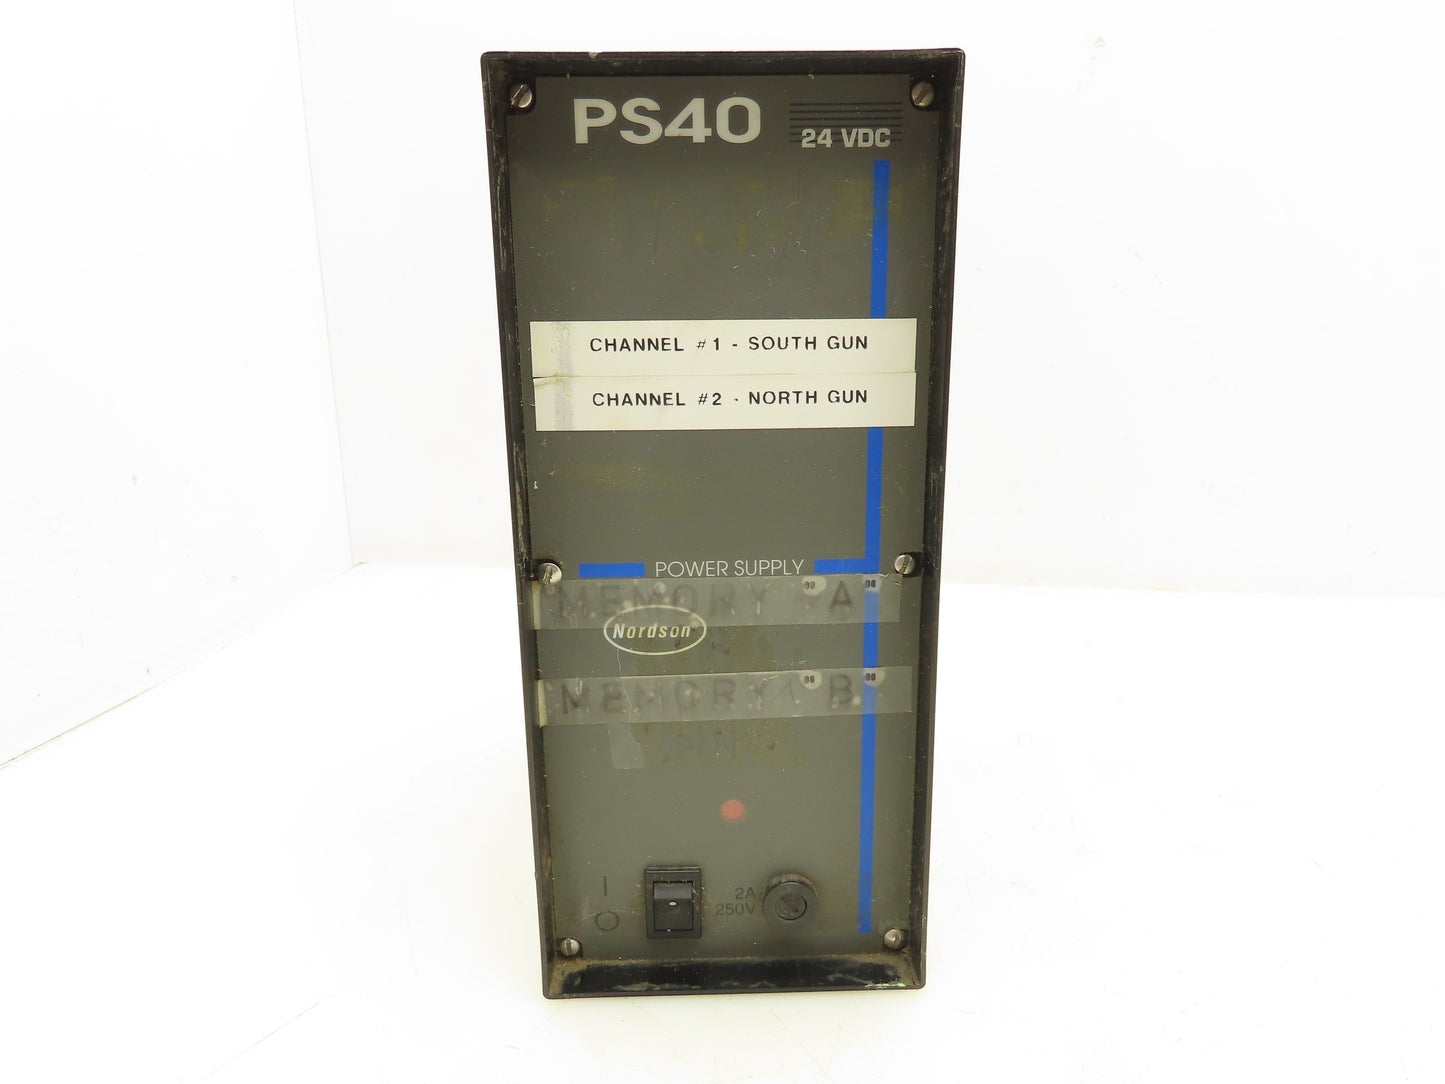 PS40
24 VDC
CHANNEL #1 - SOUTH GUN
CHANNEL #2 - NORTH GUN
POWER SUPPLY
MEMORY "A"
Nordson®
MEMORY "B"
2A
250V